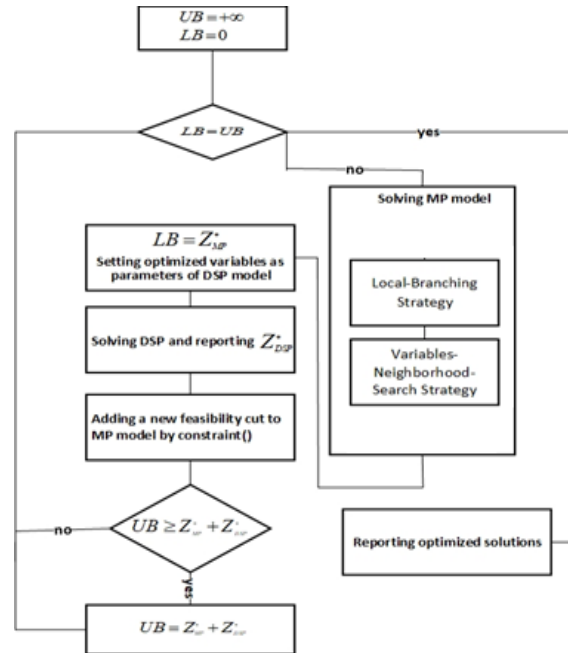 UB=+∞
LB=0
LB=UB
yes
no
Solving MP model
LB = Z*MP
Setting optimized variables as
parameters of DSP model
Local-Branching
Strategy
Solving DSP and reporting Z*DSP
Variables-
Neighborhood-
Search Strategy
Adding a new feasibility cut to
MP model by constraint()
UB ≥ Z*MP + Z*DSP
no
Reporting optimized solutions
yes
UB = Z*MP + Z*DSP